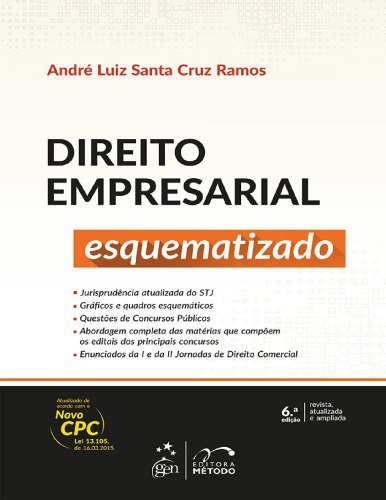 André Luiz Santa Cruz Ramos
DIREITO
EMPRESARIAL
esquematizado
▪ Jurisprudência atualizada do STJ
▪ Gráficos e quadros esquemáticos
▪ Questões de Concursos Públicos
▪ Abordagem completa das matérias que compõem
os editais dos principais concursos
▪ Enunciados da I e da II Jornadas de Direito Comercial
Atualizado de
acordo com o
Novo
CPC
Lei 13.105,
de 16.03.2015
gen
EDITORA
MÉTODO
6.ª
edição
revista,
atualizada
e ampliada